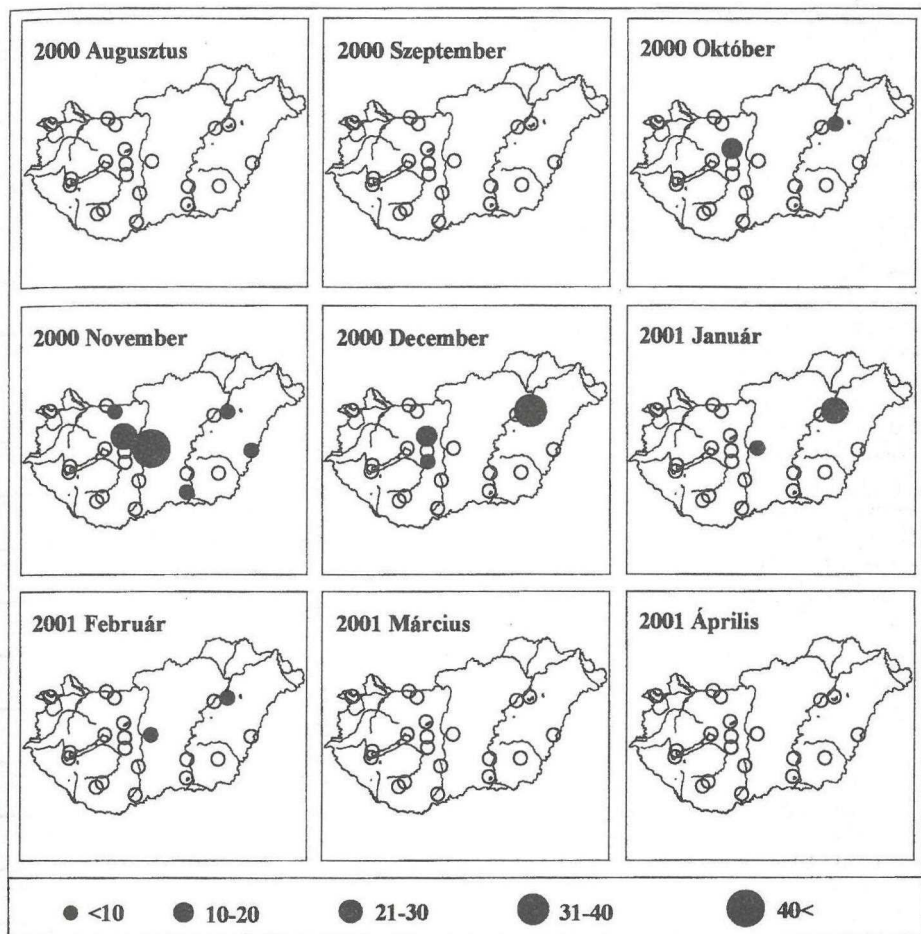 2000 Augusztus
2000 Szeptember
2000 Október
2000 November
2000 December
2001 Január
2001 Február
2001 Március
2001 Április
<10
10-20
21-30
31-40
40<